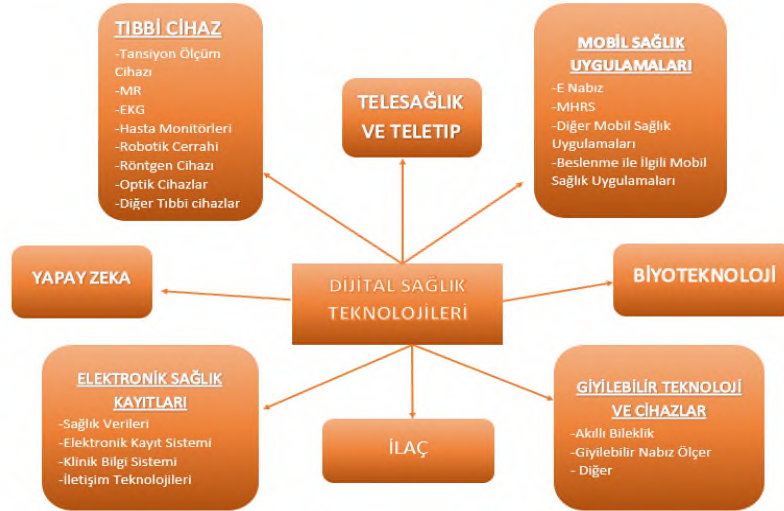 TIBBİ CİHAZ
-Tansiyon Ölçüm
Cihazı
-MR
-EKG
-Hasta Monitörleri
-Robotik Cerrahi
-Röntgen Cihazı
-Optik Cihazlar
-Diğer Tıbbi cihazlar
TELESAĞLIK
VE TELETIP
MOBİL SAĞLIK
UYGULAMALARI
-E Nabız
-MHRS
-Diğer Mobil Sağlık
Uygulamaları
-Beslenme ile İlgili Mobil
Sağlık Uygulamaları
YAPAY ZEKA
DİJİTAL SAĞLIK
TEKNOLOJİLERİ
BİYOTEKNOLOJİ
ELEKTRONİK SAĞLIK
KAYITLARI
-Sağlık Verileri
-Elektronik Kayıt Sistemi
-Klinik Bilgi Sistemi
-İletişim Teknolojileri
İLAÇ
GİYİLEBİLİR TEKNOLOJİ
VE CİHAZLAR
-Akıllı Bileklik
-Giyilebilir Nabız Ölçer
- Diğer